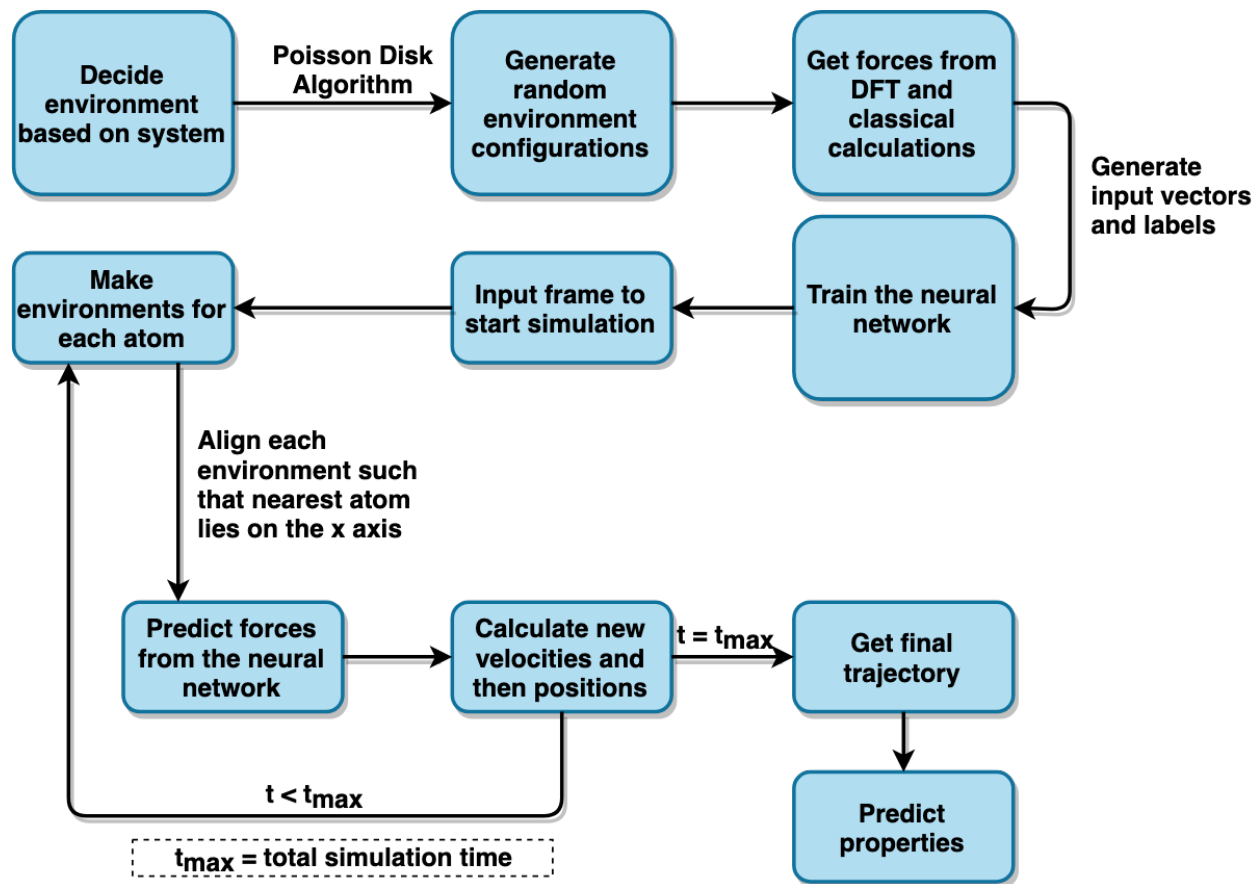 Decide
environment
based on system
Poisson Disk
Algorithm
Generate
random
environment
configurations
Get forces from
DFT and
classical
calculations
Generate
input vectors
and labels
Train the neural
network
Input frame to
start simulation
Make
environments for
each atom
Align each
environment such
that nearest atom
lies on the x axis
Predict forces
from the neural
network
Calculate new
velocities and
then positions
t = tmax
Get final
trajectory
t < tmax
Predict
properties
tmax = total simulation time